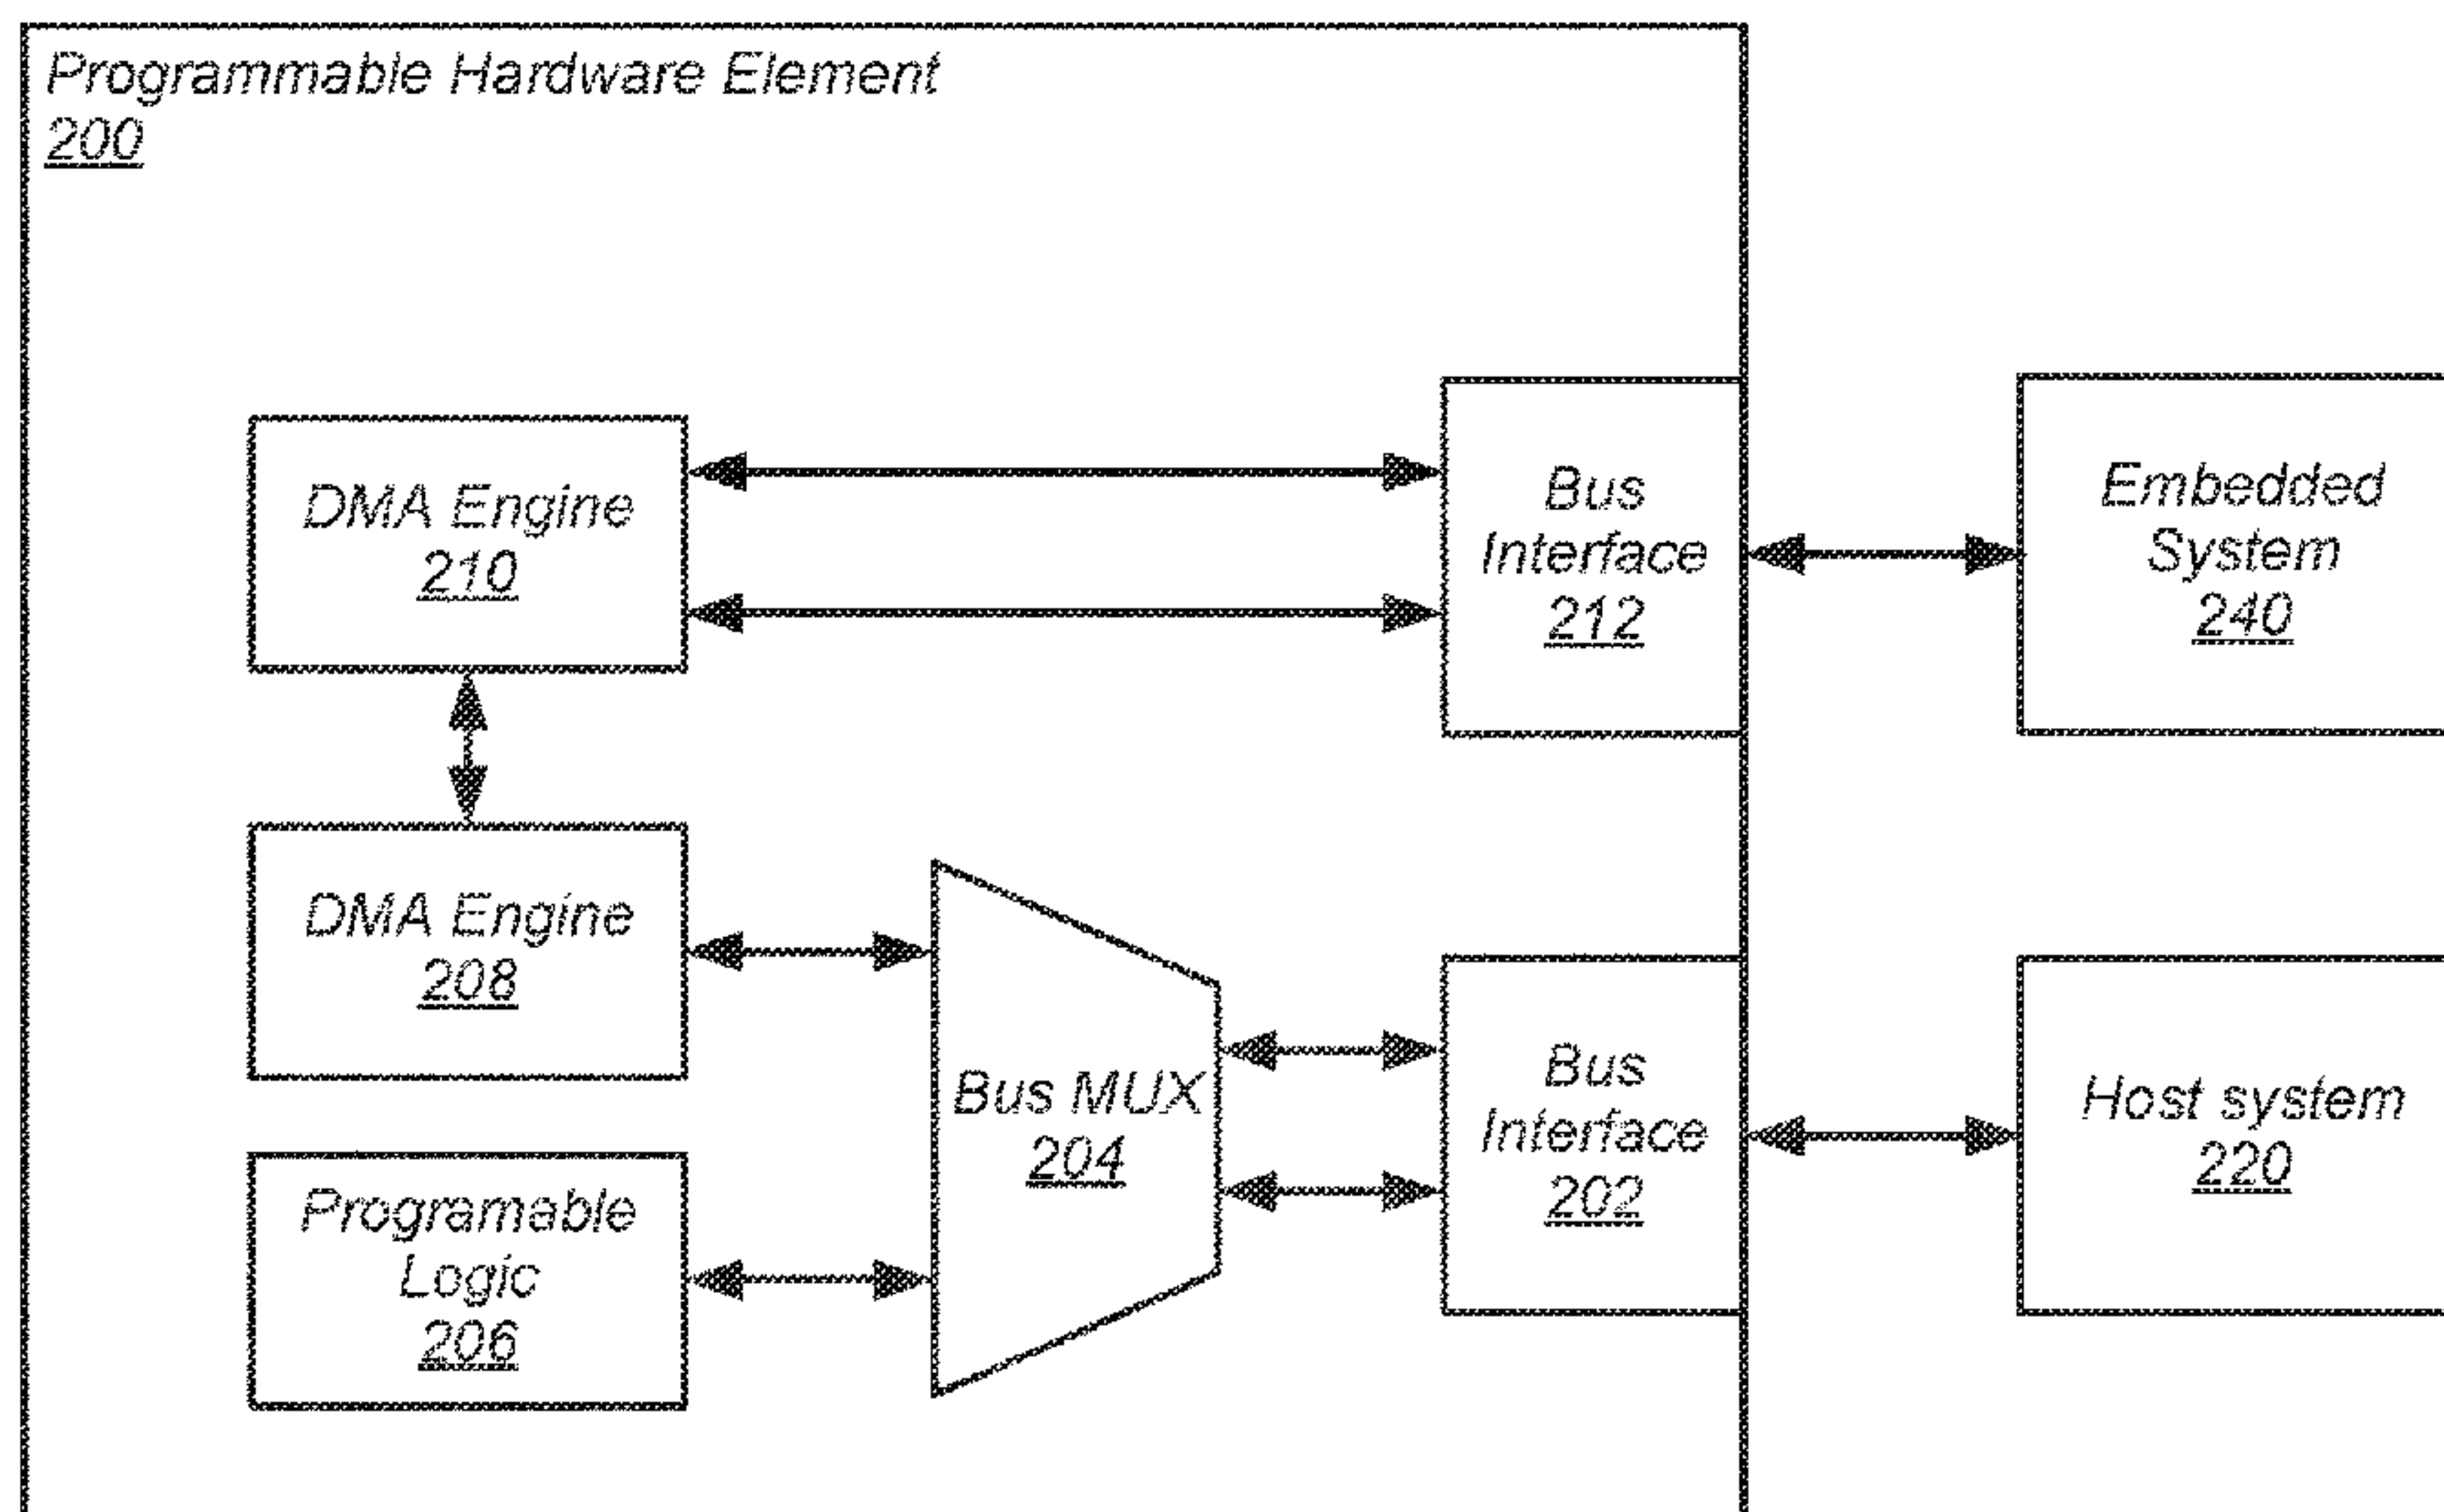 Programmable Hardware Element
200
DMA Engine
210
Bus
Interface
212
Embedded
System
240
DMA Engine
208
Bus MUX
204
Bus
Interface
202
Host system
220
Programable
Logic
206